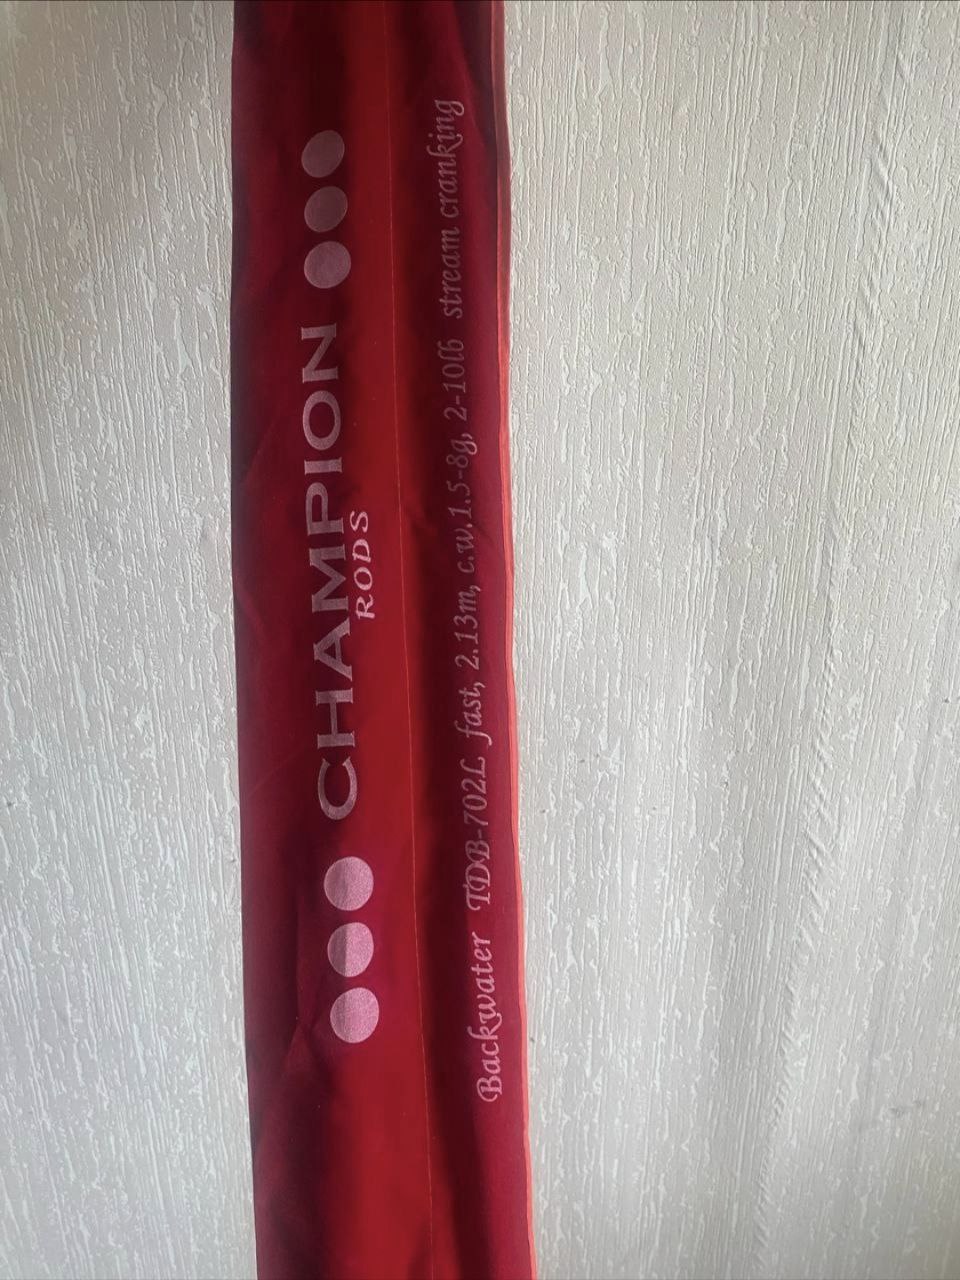 CHAMPION
RODS
Backwater TDB-702L fast, 2.13m, c.w.1.5-8g, 2-10lb stream cranking